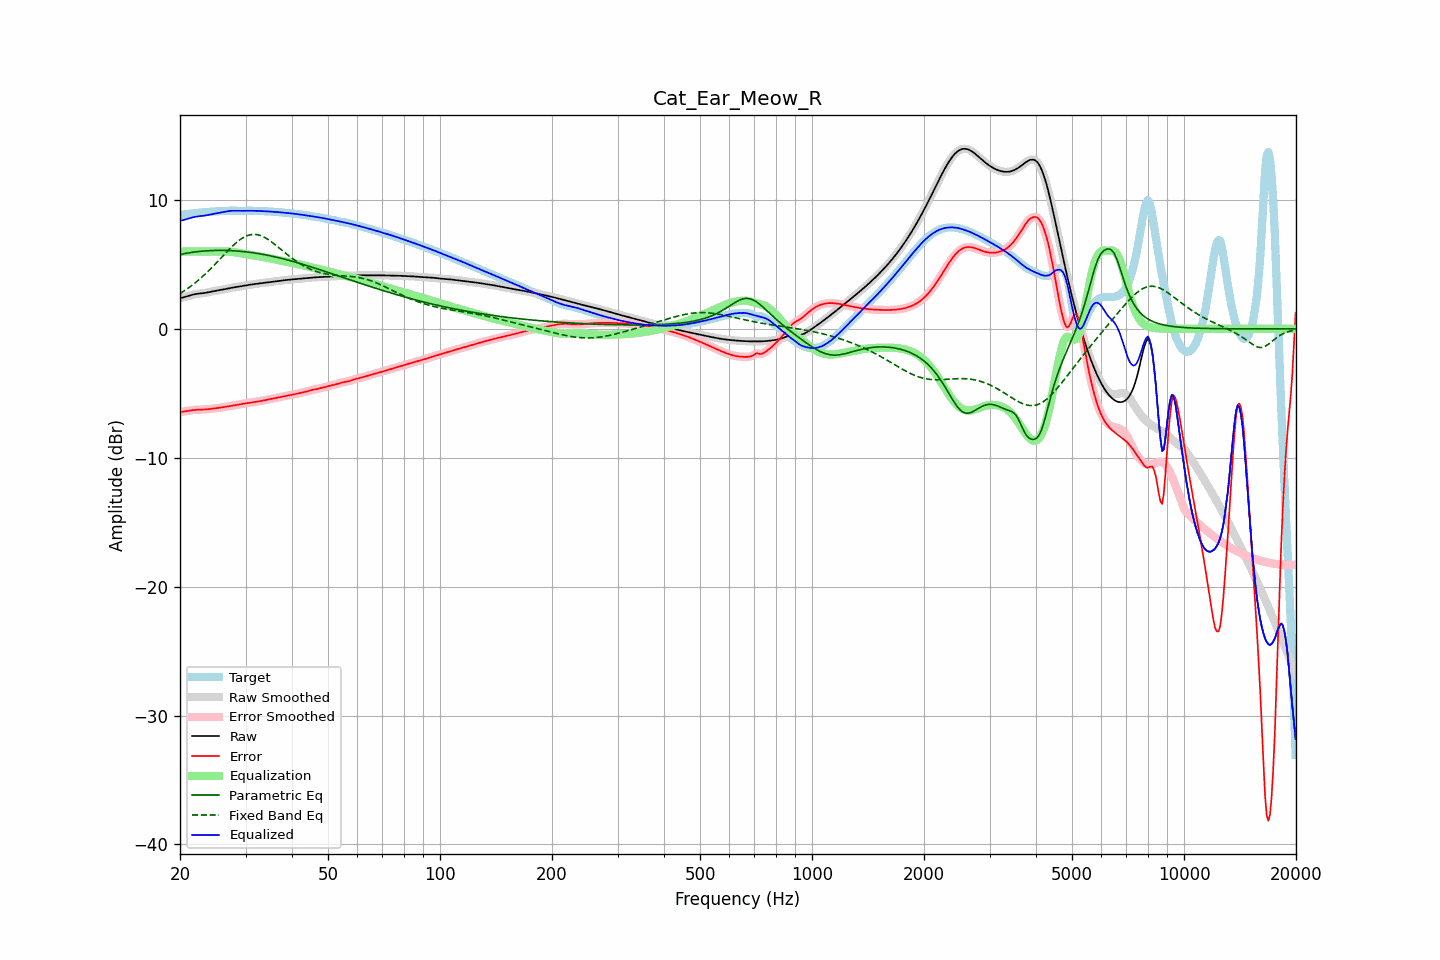 Cat_Ear_Meow_R
Amplitude (dBr)
10
0
−10
−20
−30
−40
Target
Raw Smoothed
Error Smoothed
Raw
Error
Equalization
Parametric Eq
Fixed Band Eq
Equalized
20 50 100 200 500 1000 2000 5000 10000 20000
Frequency (Hz)